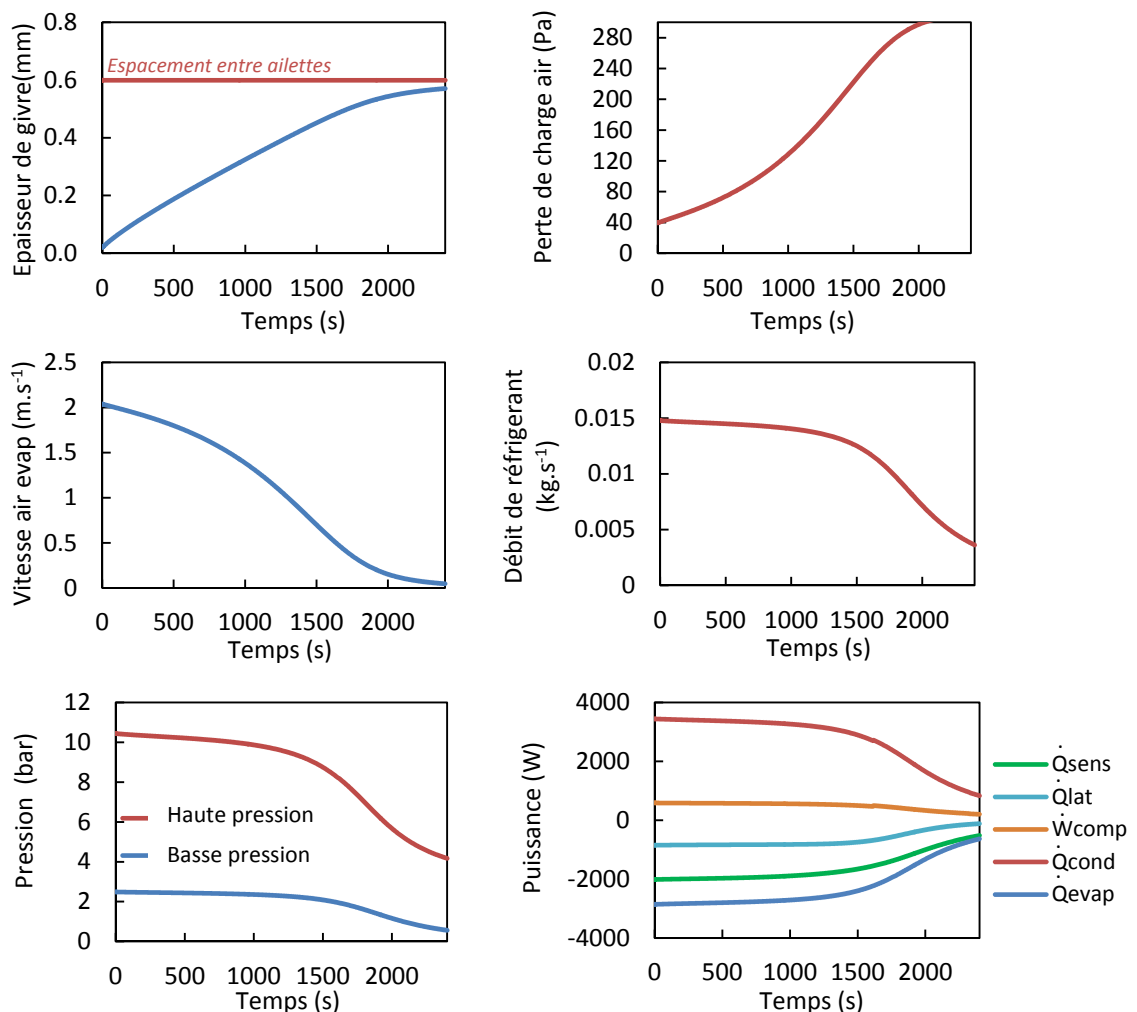 Epaisseur de givre(mm)
0.8
0.6
0.4
0.2
0.0
Espacement entre ailettes
0 500 1000 1500 2000
Temps (s)
Perte de charge air (Pa)
280
240
200
160
120
80
40
0
0 500 1000 1500 2000
Temps (s)
Vitesse air evap (m.s⁻¹)
2.5
2
1.5
1
0.5
0
0 500 1000 1500 2000
Temps (s)
Débit de réfrigerant
(kg.s⁻¹)
0.02
0.015
0.01
0.005
0
0 500 1000 1500 2000
Temps (s)
Pression (bar)
12
10
8
6
4
2
0
Haute pression
Basse pression
0 500 1000 1500 2000
Temps (s)
Puissance (W)
4000
2000
0
-2000
-4000
0 500 1000 1500 2000
Temps (s)
Q̇sens
Q̇lat
Ẇcomp
Q̇cond
Q̇evap